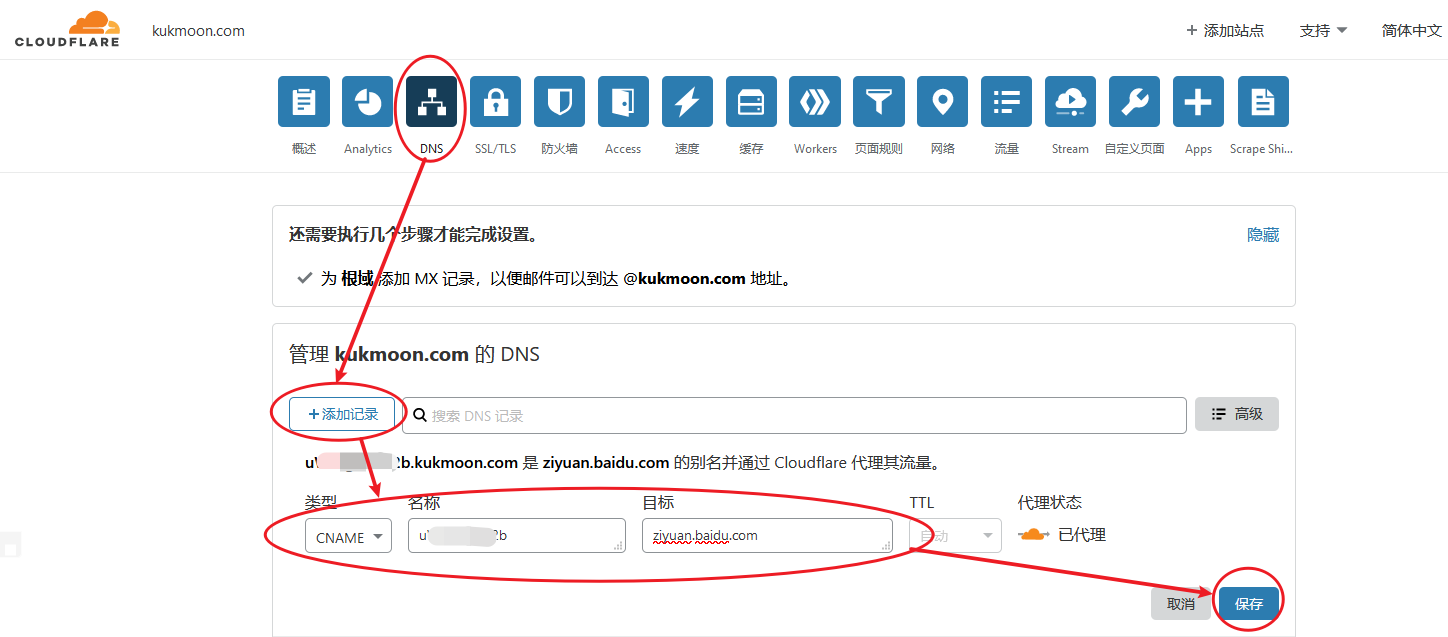 CLOUDFLARE kukmoon.com + 添加站点 支持 简体中文
概述 Analytics DNS SSL/TLS 防火墙 Access 速度 缓存 Workers 页面规则 网络 流量 Stream 自定义页面 Apps Scrape Shi...
还需要执行几个步骤才能完成设置。 隐藏
为 根域 添加 MX 记录，以便邮件可以到达 @kukmoon.com 地址。
管理 kukmoon.com 的 DNS
+添加记录 搜索 DNS 记录 高级
2b.kukmoon.com 是 ziyuan.baidu.com 的别名并通过 Cloudflare 代理其流量。
类型 名称 目标 TTL 代理状态
CNAME ziyuan.baidu.com 自动 已代理
取消 保存